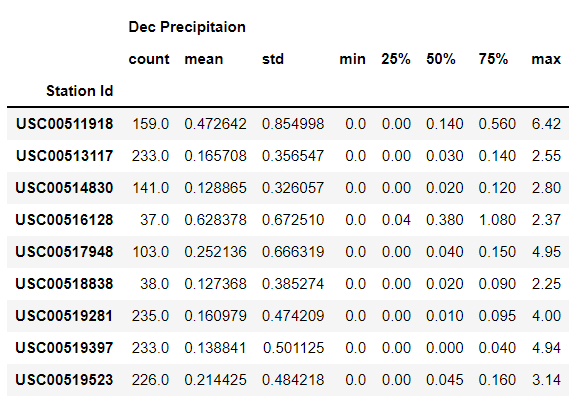 Dec Precipitaion
count mean std min 25% 50% 75% max
Station Id
USC00511918 159.0 0.472642 0.854998 0.0 0.00 0.140 0.560 6.42
USC00513117 233.0 0.165708 0.356547 0.0 0.00 0.030 0.140 2.55
USC00514830 141.0 0.128865 0.326057 0.0 0.00 0.020 0.120 2.80
USC00516128 37.0 0.628378 0.672510 0.0 0.04 0.380 1.080 2.37
USC00517948 103.0 0.252136 0.666319 0.0 0.00 0.040 0.150 4.95
USC00518838 38.0 0.127368 0.385274 0.0 0.00 0.020 0.090 2.25
USC00519281 235.0 0.160979 0.474209 0.0 0.00 0.010 0.095 4.00
USC00519397 233.0 0.138841 0.501125 0.0 0.00 0.000 0.040 4.94
USC00519523 226.0 0.214425 0.484218 0.0 0.00 0.045 0.160 3.14